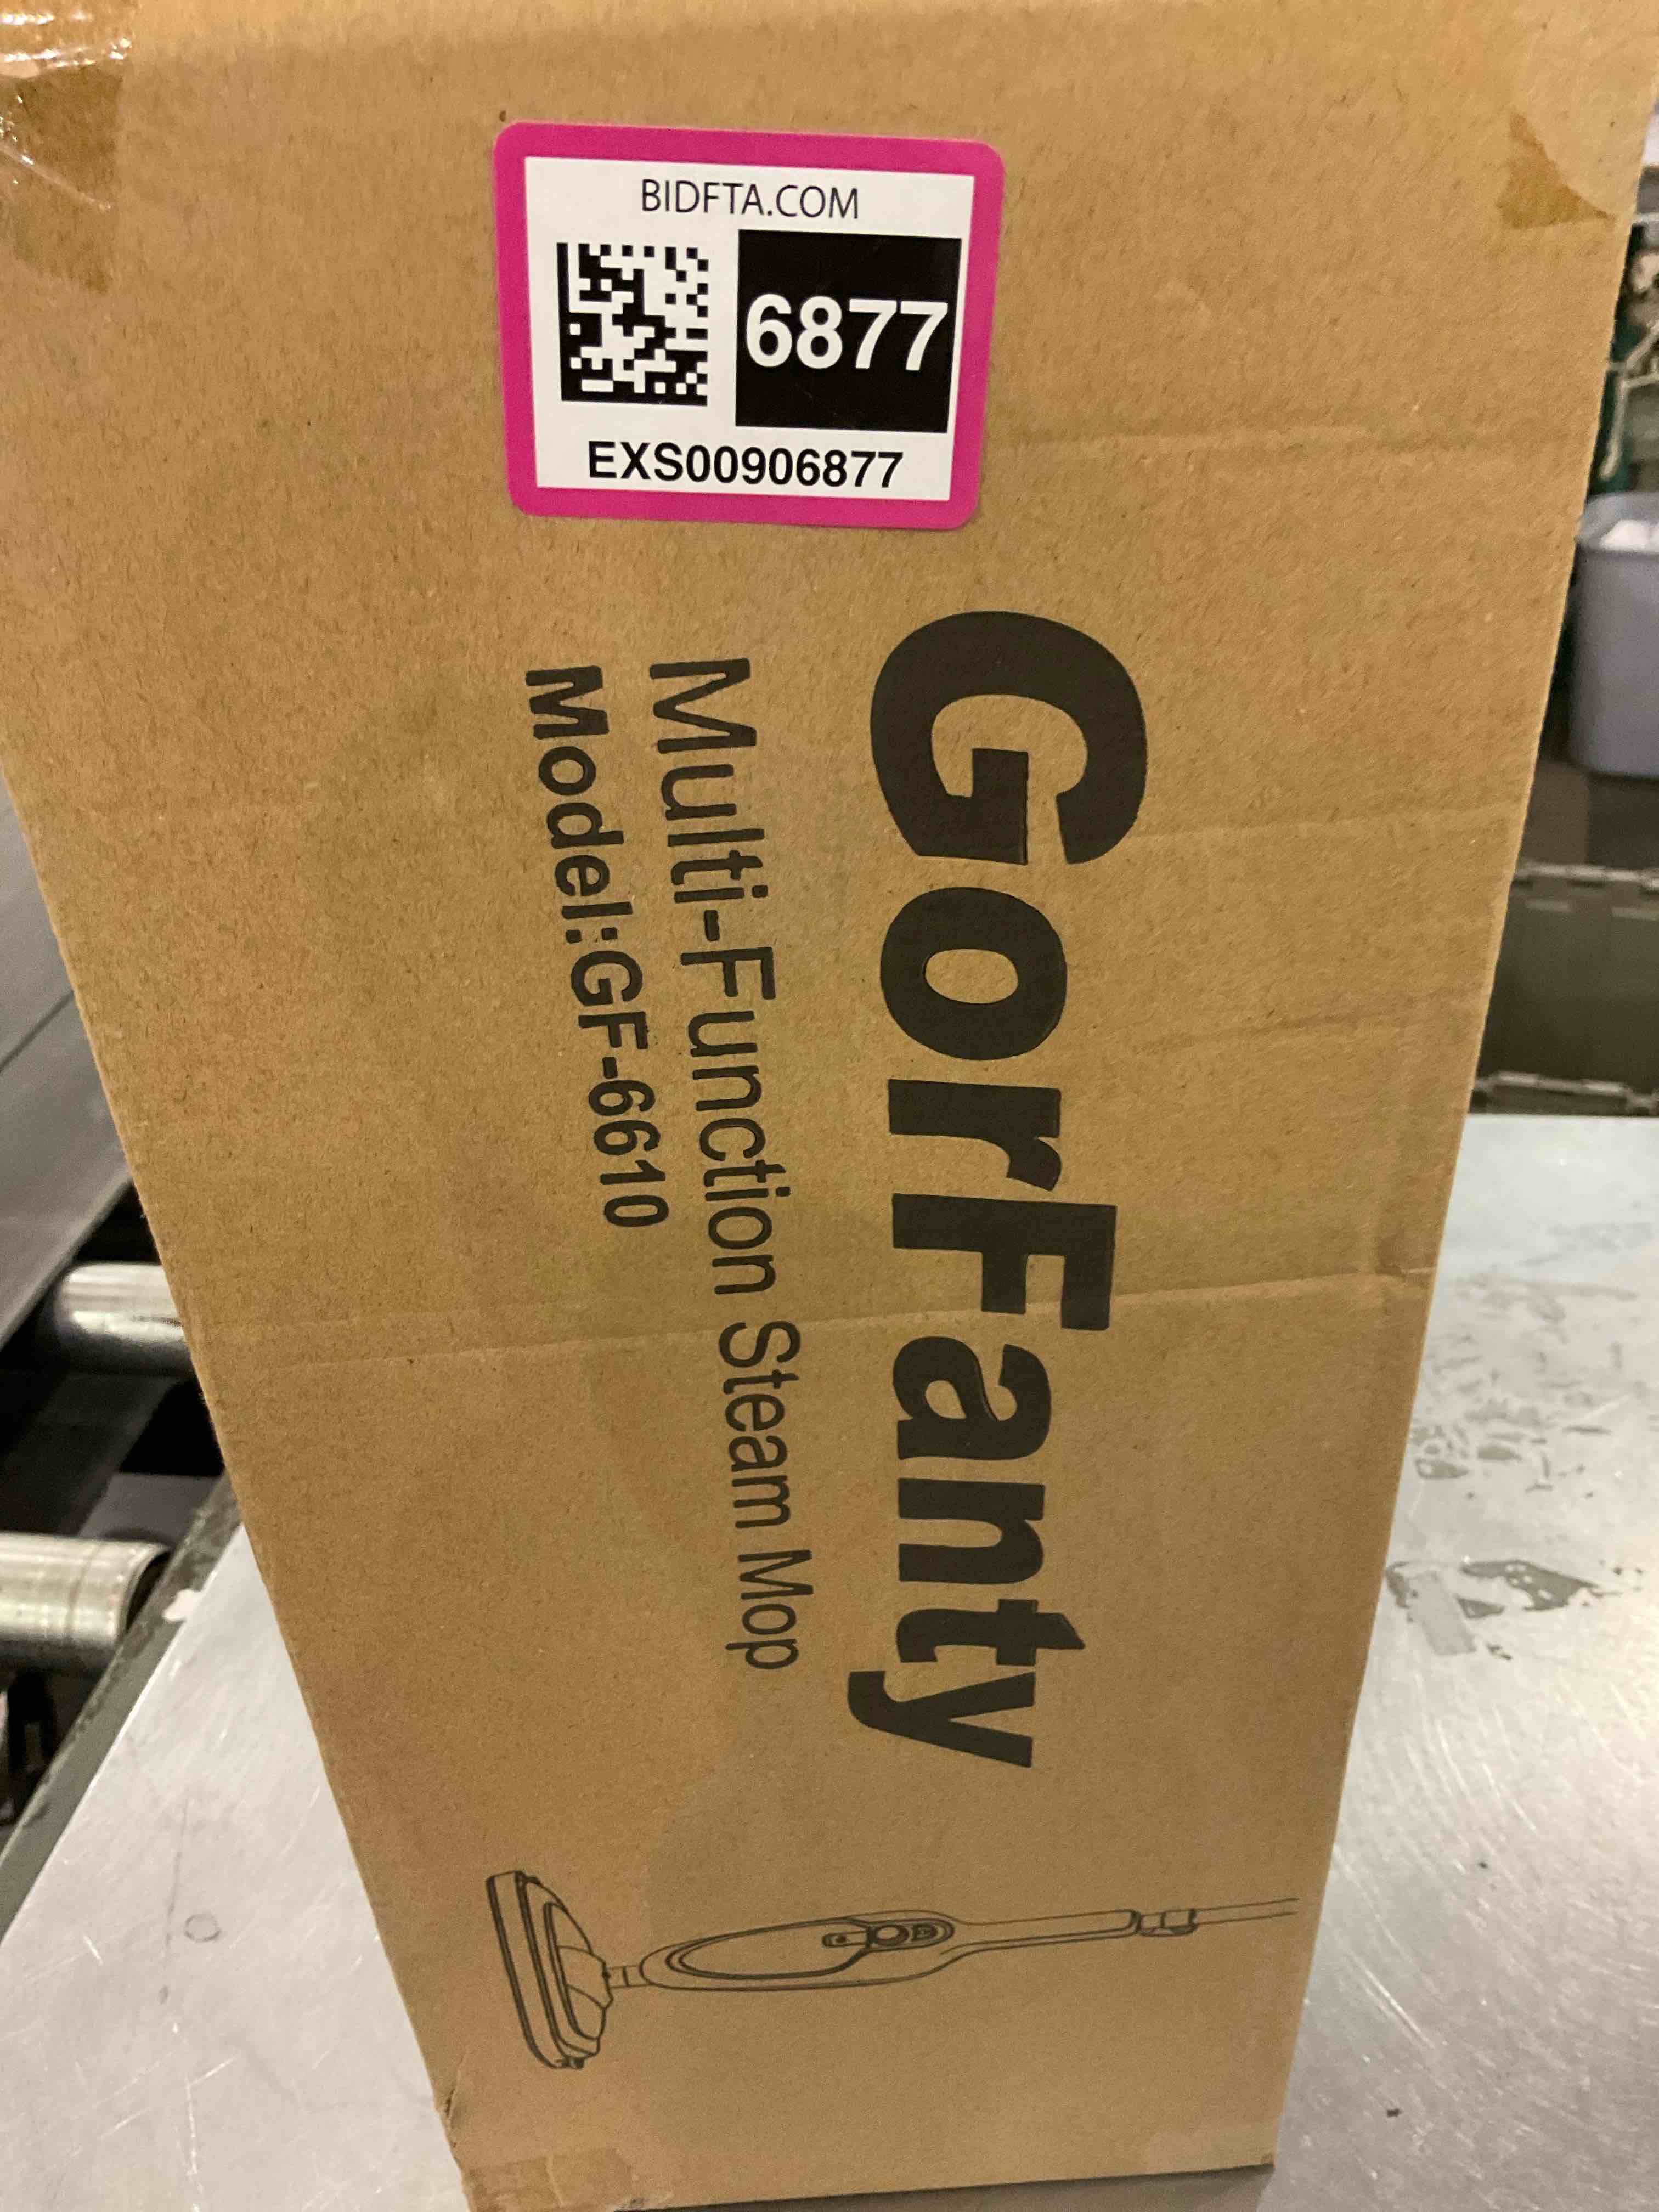 BIDFTA.COM
6877
EXS00906877
GorFanty
Multi-Function Steam Mop
Model:GF-6610